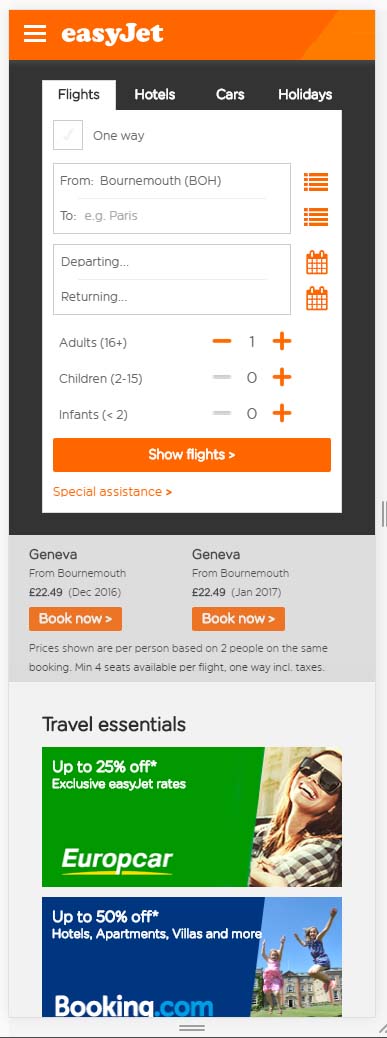 easyJet
Flights Hotels Cars Holidays
One way
From: Bournemouth (BOH)
To: e.g. Paris
Departing...
Returning...
Adults (16+) 1
Children (2-15) 0
Infants (< 2) 0
Show flights >
Special assistance >
Geneva
From Bournemouth
£22.49 (Dec 2016)
Book now >
Geneva
From Bournemouth
£22.49 (Jan 2017)
Book now >
Prices shown are per person based on 2 people on the same
booking. Min 4 seats available per flight, one way incl. taxes.
Travel essentials
Up to 25% off*
Exclusive easyJet rates
Europcar
Up to 50% off*
Hotels, Apartments, Villas and more
Booking.com